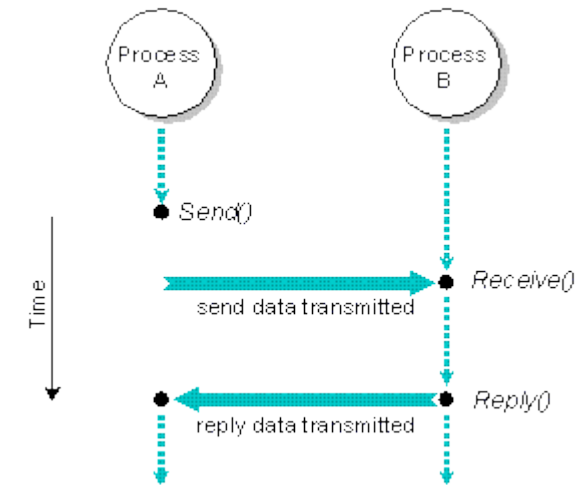 Process
A
Process
B
Send()
Time
Receive()
send data transmitted
Reply()
reply data transmitted